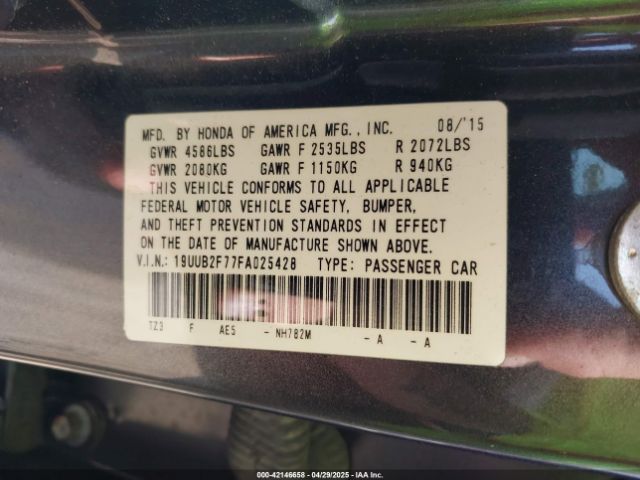 MFD. BY HONDA OF AMERICA MFG., INC. 08/'15
GVWR 4586LBS GAWR F 2535LBS R 2072LBS
GVWR 2080KG GAWR F 1150KG R 940KG
THIS VEHICLE CONFORMS TO ALL APPLICABLE
FEDERAL MOTOR VEHICLE SAFETY, BUMPER,
AND THEFT PREVENTION STANDARDS IN EFFECT
ON THE DATE OF MANUFACTURE SHOWN ABOVE.
V.I.N.: 19UUB2F77FA025428 TYPE: PASSENGER CAR
TZ3 F AE5 - NH782M - A - A
000-42146658 - 04/29/2025 - IAA Inc.